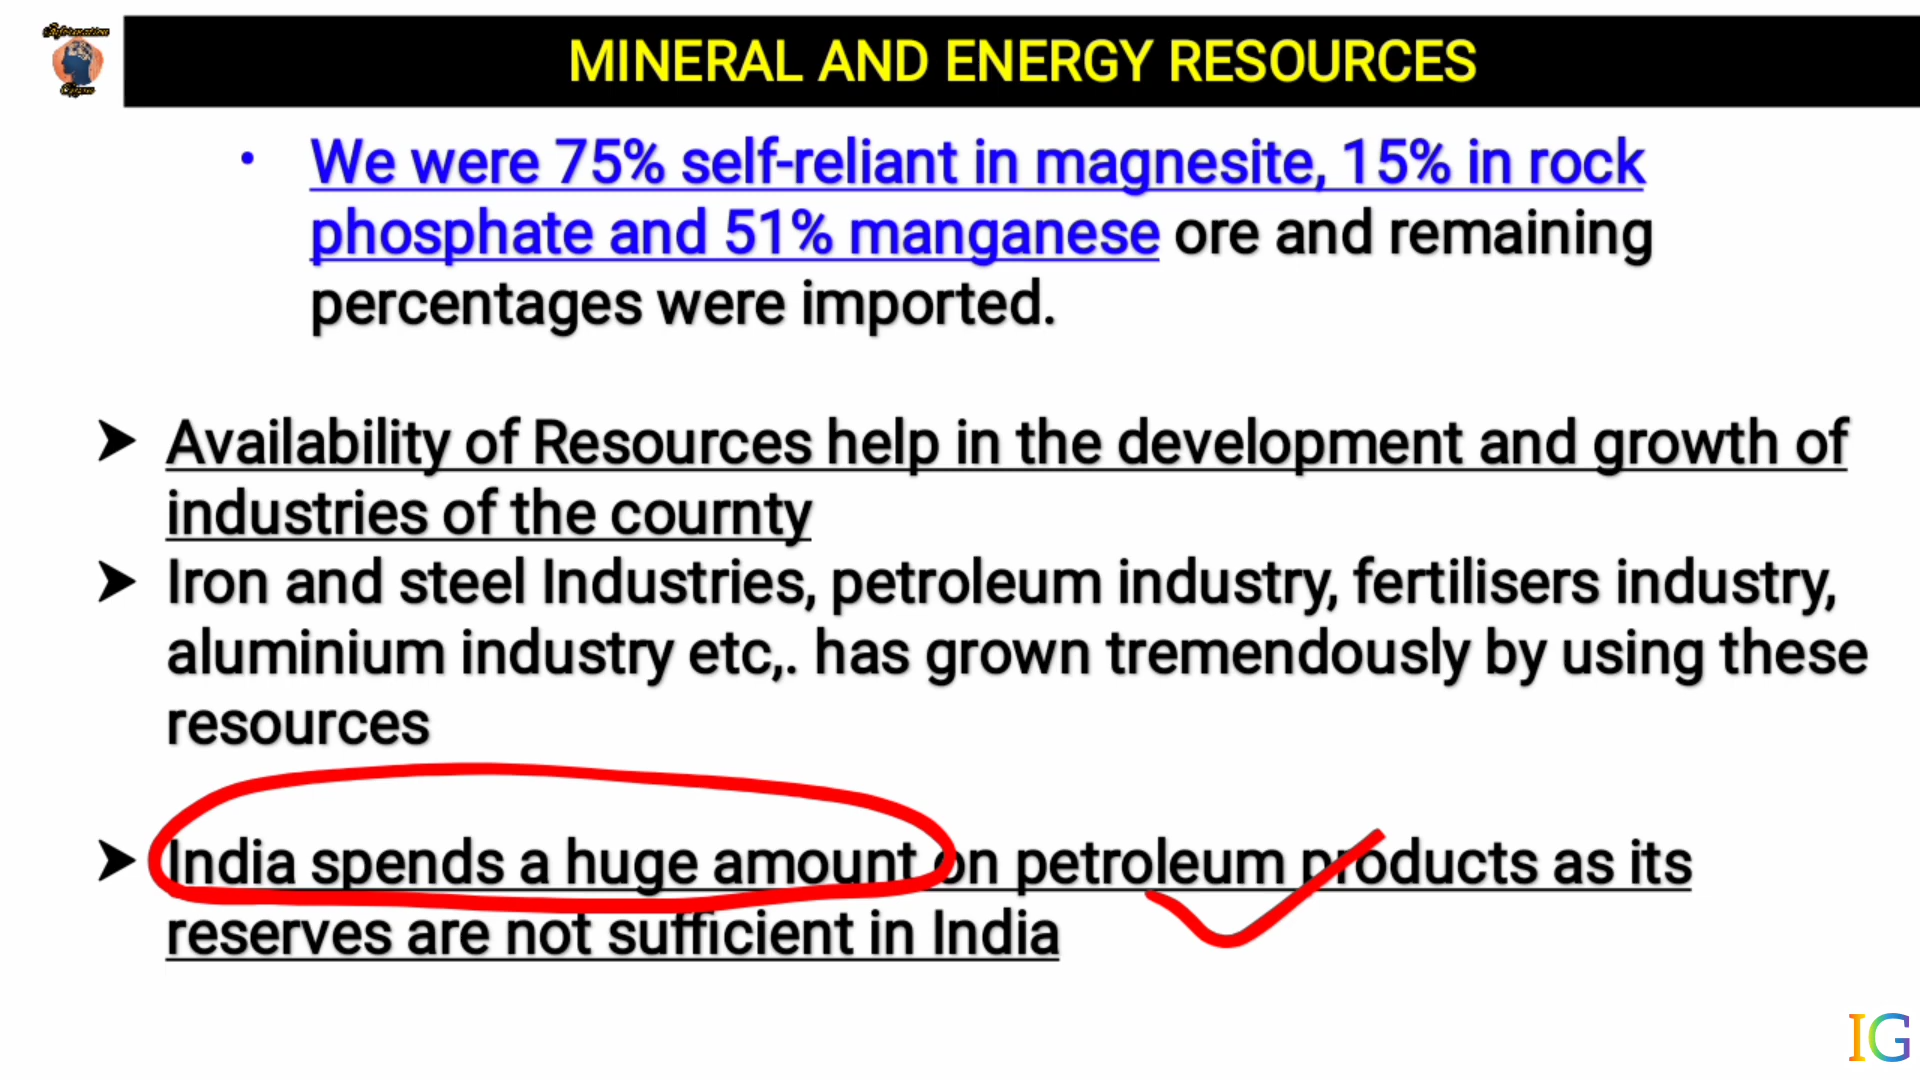 MINERAL AND ENERGY RESOURCES
• We were 75% self-reliant in magnesite, 15% in rock
phosphate and 51% manganese ore and remaining
percentages were imported.
➤ Availability of Resources help in the development and growth of
industries of the cournty
➤ Iron and steel Industries, petroleum industry, fertilisers industry,
aluminium industry etc,. has grown tremendously by using these
resources
➤ India spends a huge amount on petroleum products as its
reserves are not sufficient in India
IG